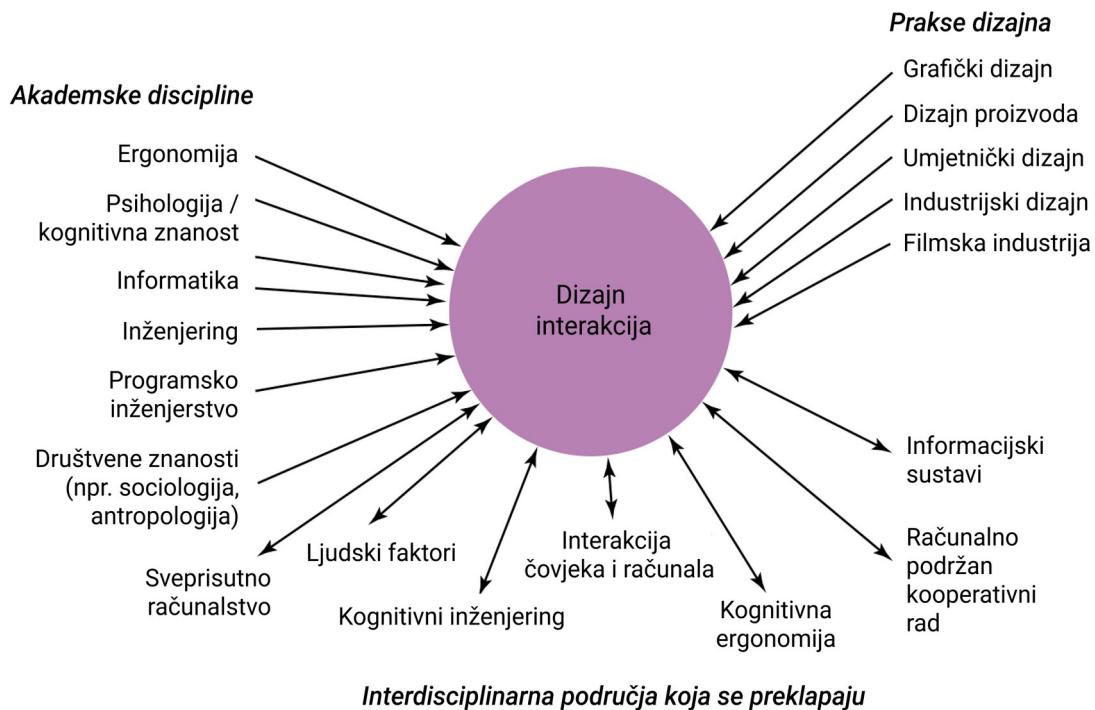 Prakse dizajna
Grafički dizajn
Dizajn proizvoda
Umjetnički dizajn
Industrijski dizajn
Filmska industrija
Akademske discipline
Ergonomija
Psihologija /
kognitivna znanost
Informatika
Inženjering
Programsko
inženjerstvo
Društvene znanosti
(npr. sociologija,
antropologija)
Dizajn
interakcija
Sveprisutno
računalstvo
Ljudski faktori
Kognitivni inženjering
Interakcija
čovjeka i računala
Kognitivna
ergonomija
Informacijski
sustavi
Računalno
podržan
kooperativni
rad
Interdisciplinarna područja koja se preklapaju